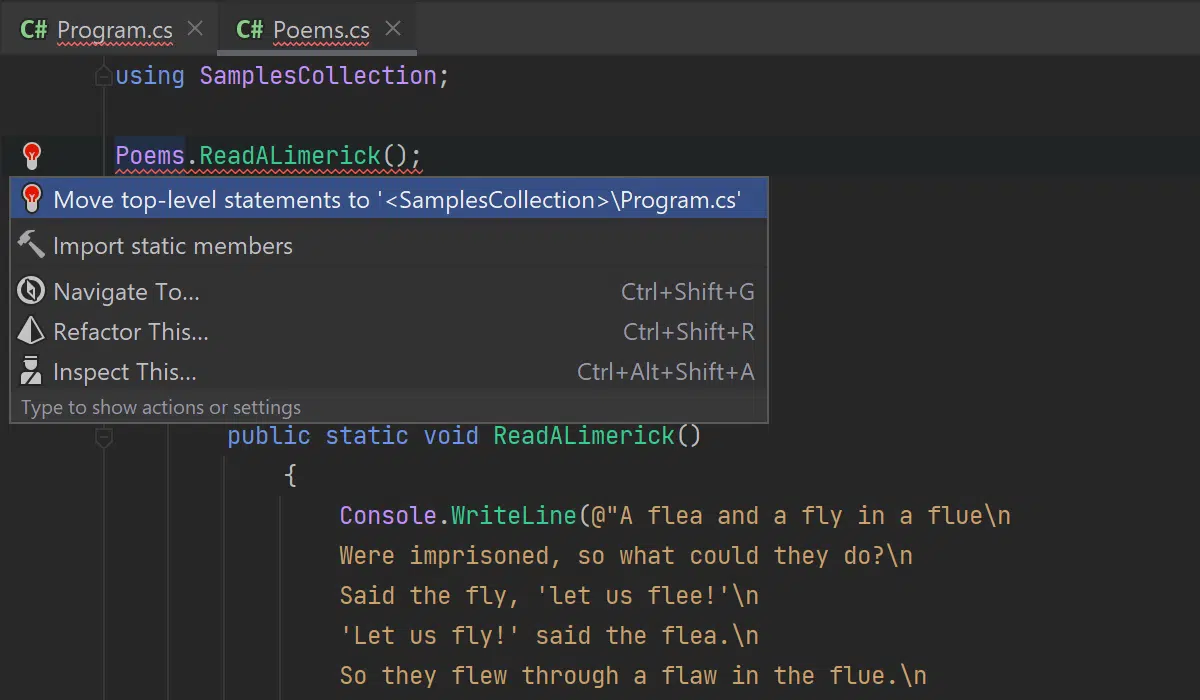 C# Program.cs C# Poems.cs
using SamplesCollection;
Poems.ReadALimerick();
Move top-level statements to '<SamplesCollection>\Program.cs'
Import static members
Navigate To... Ctrl+Shift+G
Refactor This... Ctrl+Shift+R
Inspect This... Ctrl+Alt+Shift+A
Type to show actions or settings
public static void ReadALimerick()
{
Console.WriteLine(@"A flea and a fly in a flue\n
Were imprisoned, so what could they do?\n
Said the fly, 'let us flee!'\n
'Let us fly!' said the flea.\n
So they flew through a flaw in the flue.\n